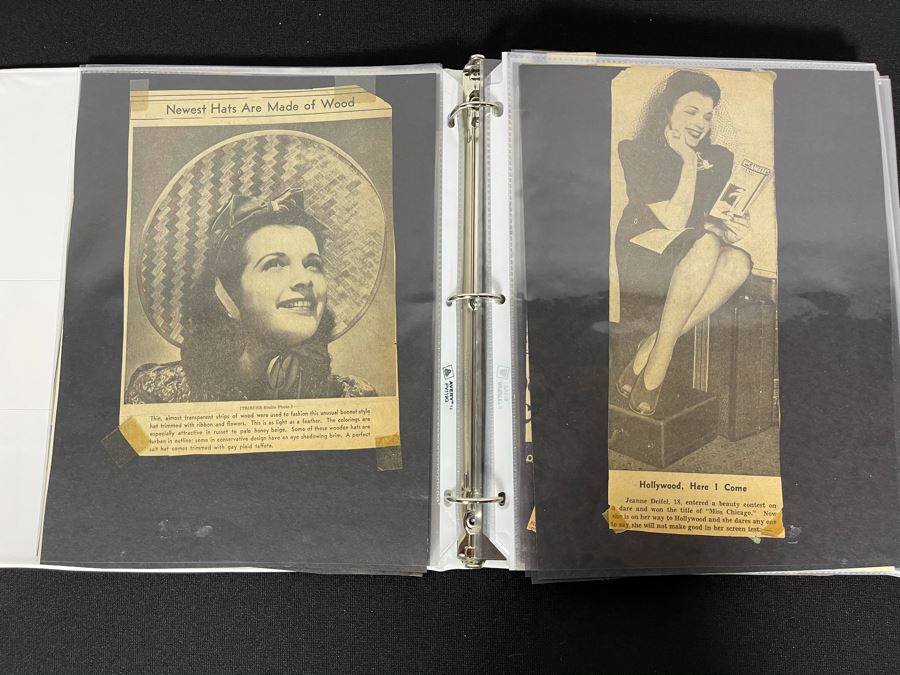 Newest Hats Are Made of Wood
[TRIBUNE Studio Photo.]
Thin, almost transparent strips of wood were used to fashion this unusual bonnet style
hat trimmed with ribbon and flowers. This is as light as a feather. The colorings are
especially attractive in russet to pale honey beige. Some of these wooden hats are
turban in outline; some in conservative design have an eye shadowing brim. A perfect
suit hat comes trimmed with gay plaid taffeta.
AVERY
Hollywood, Here I Come
Jeanne Deifel, 18, entered a beauty contest on
a dare and won the title of "Miss Chicago." Now
she is on her way to Hollywood and she dares any one
to say she will not make good in her screen test.